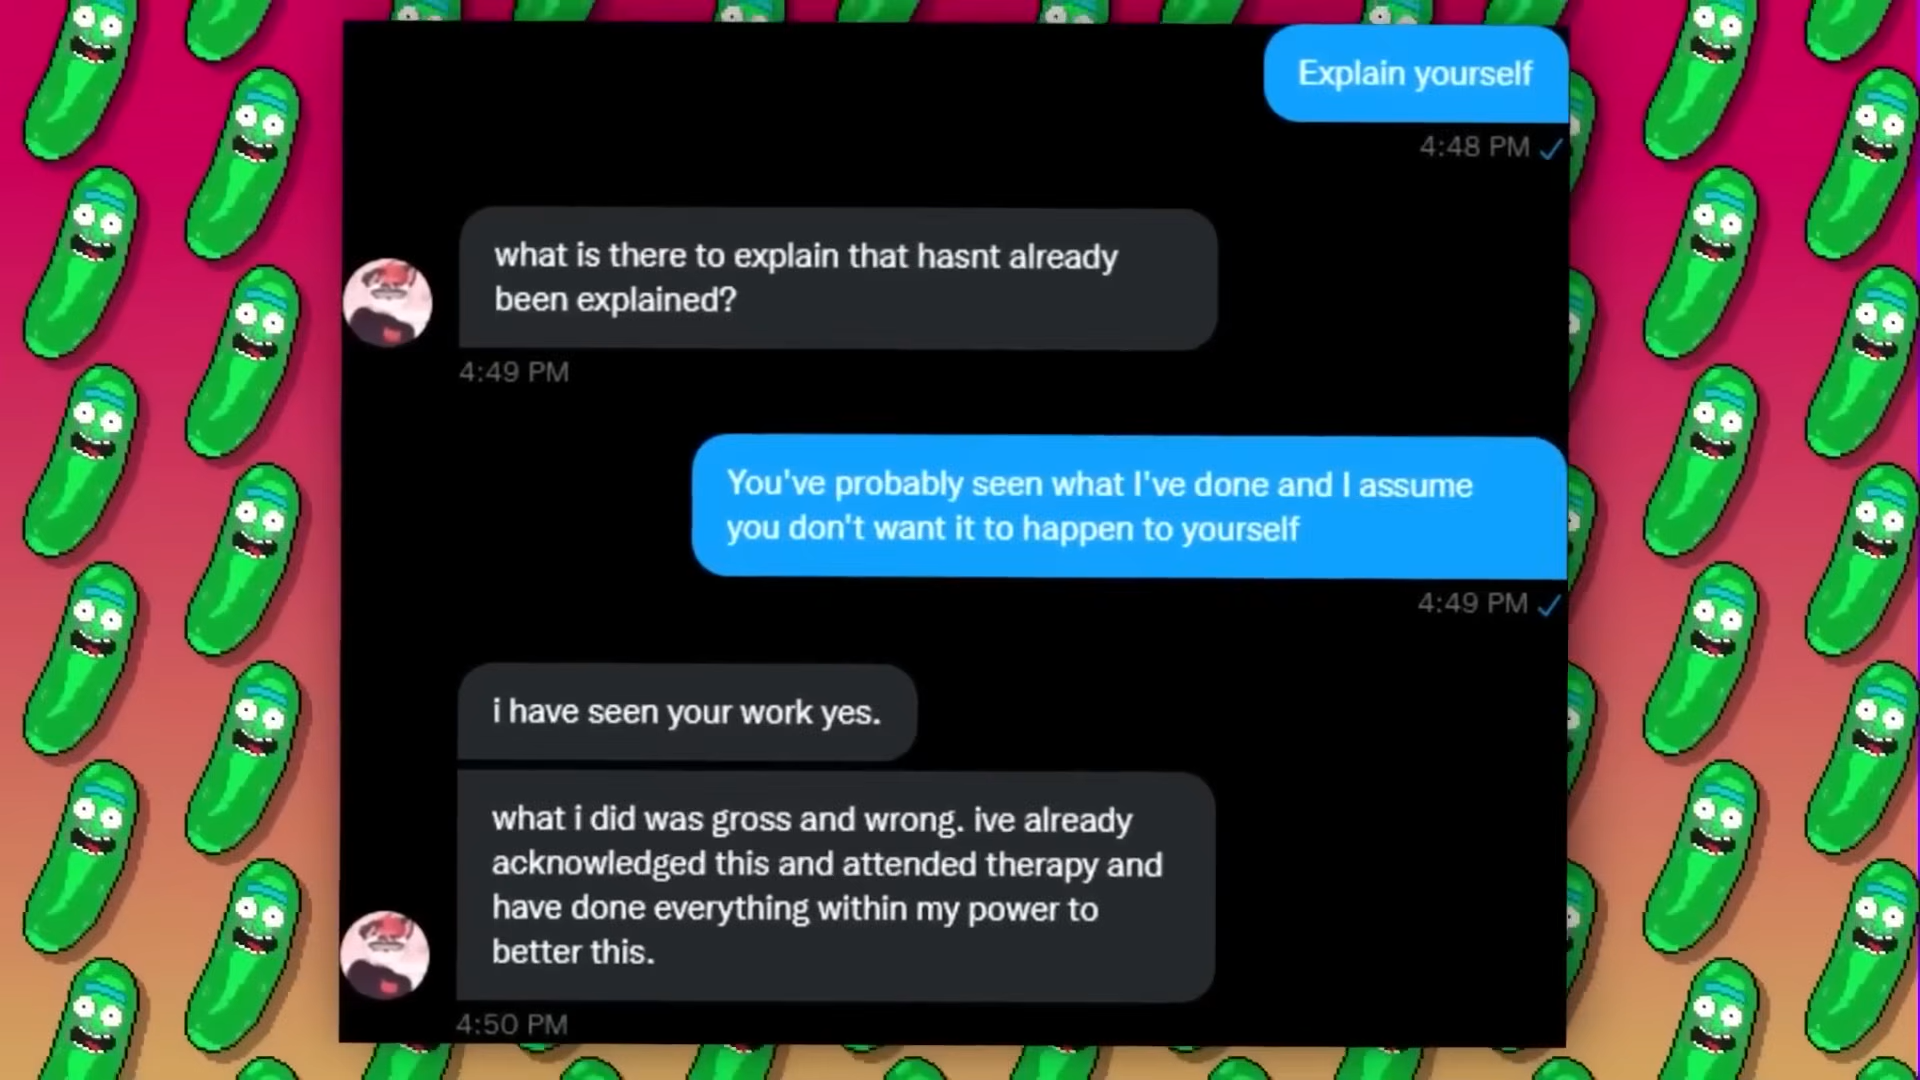 Explain yourself
4:48 PM
what is there to explain that hasnt already
been explained?
4:49 PM
You've probably seen what I've done and I assume
you don't want it to happen to yourself
4:49 PM
i have seen your work yes.
what i did was gross and wrong. ive already
acknowledged this and attended therapy and
have done everything within my power to
better this.
4:50 PM